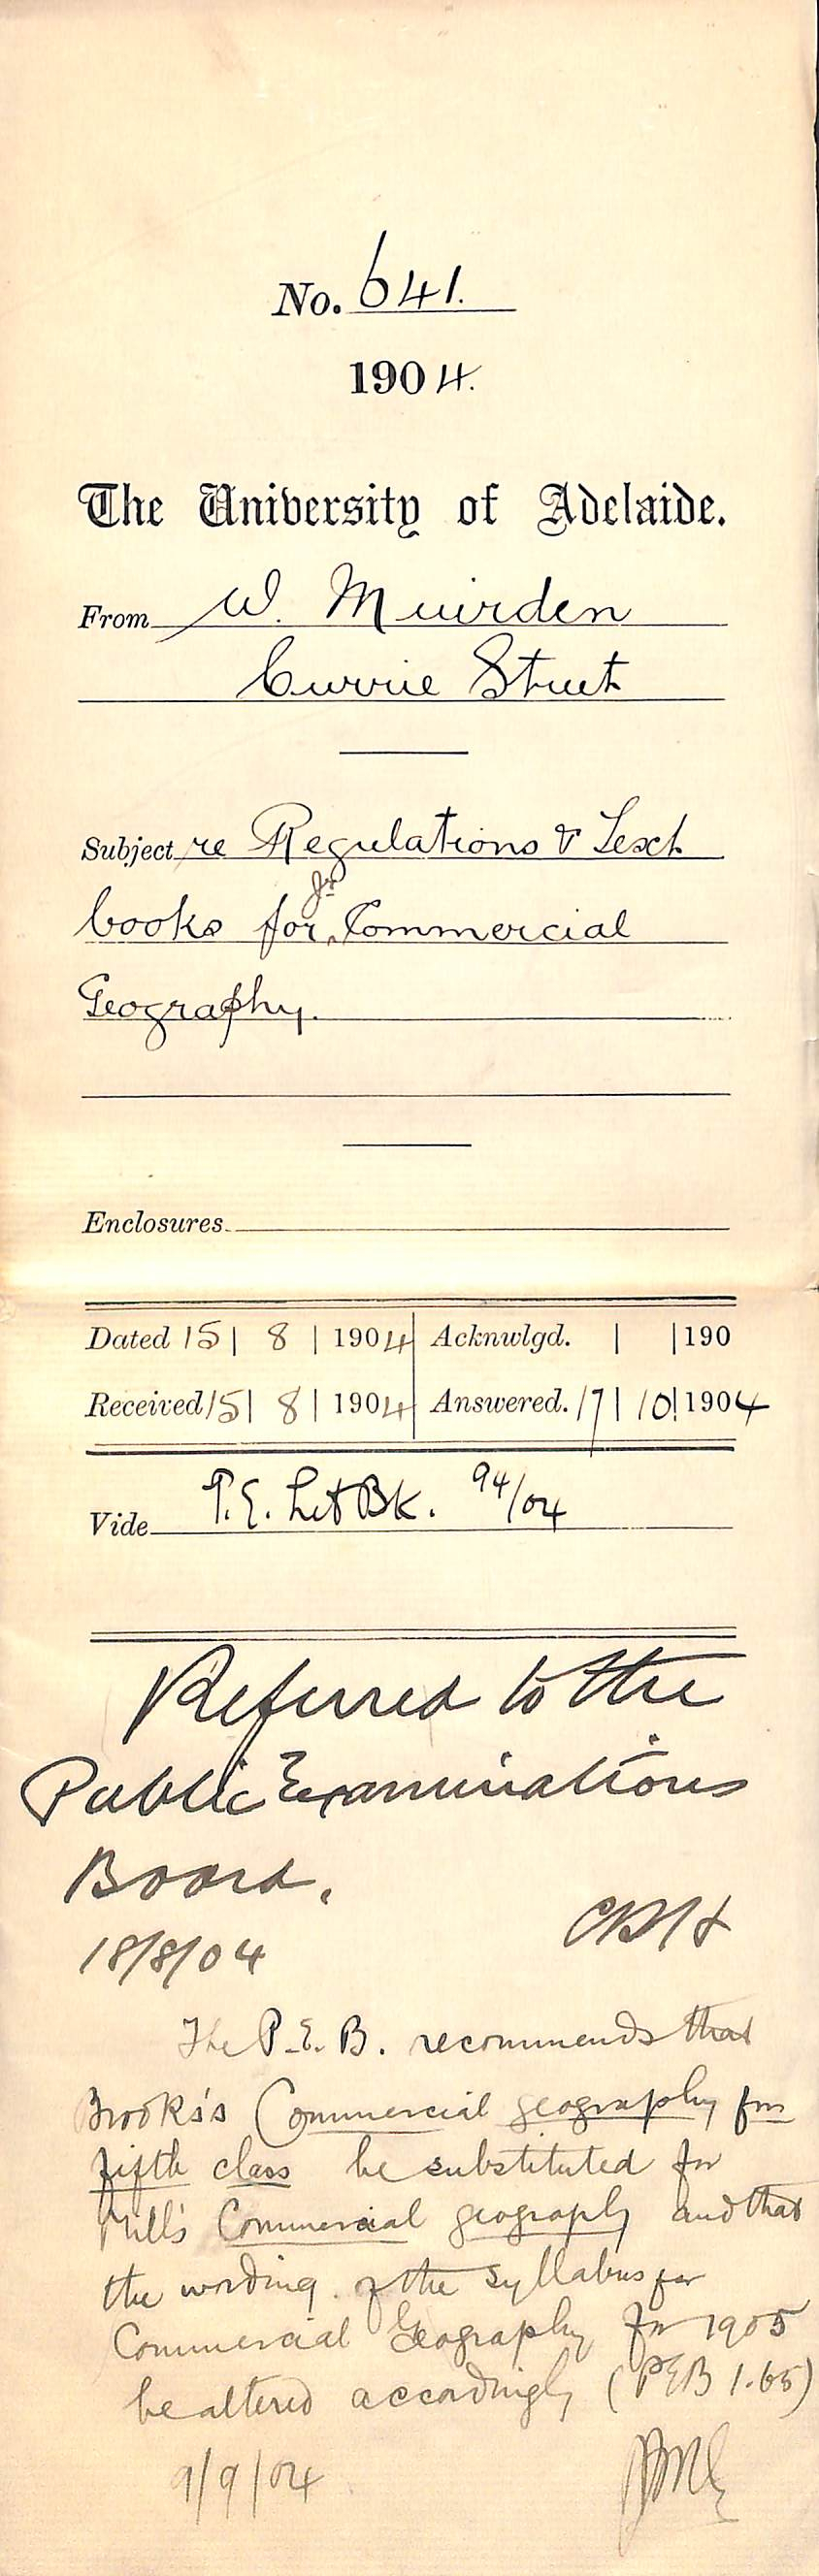 No. 641.
1904.
The University of Adelaide.
From W. Muirden
Currie Street
Subject re Regulations & Text
books for Jr Commercial
Geography.
Enclosures
Dated 15 | 8 | 1904 Acknwlgd. | | 190
Received 15 | 8 | 1904 Answered. 17 | 10 | 1904
Vide P.E. Let Bk. 94/04
Referred to the
Public Examinations
Board.
18/8/04
The P.E.B. recommends that
Brooks's Commercial geography for
fifth class be substituted for
Mill's Commercial geography and that
the wording of the syllabus for
Commercial Geography for 1905
be altered accordingly (PEB 1.65)
9/9/04